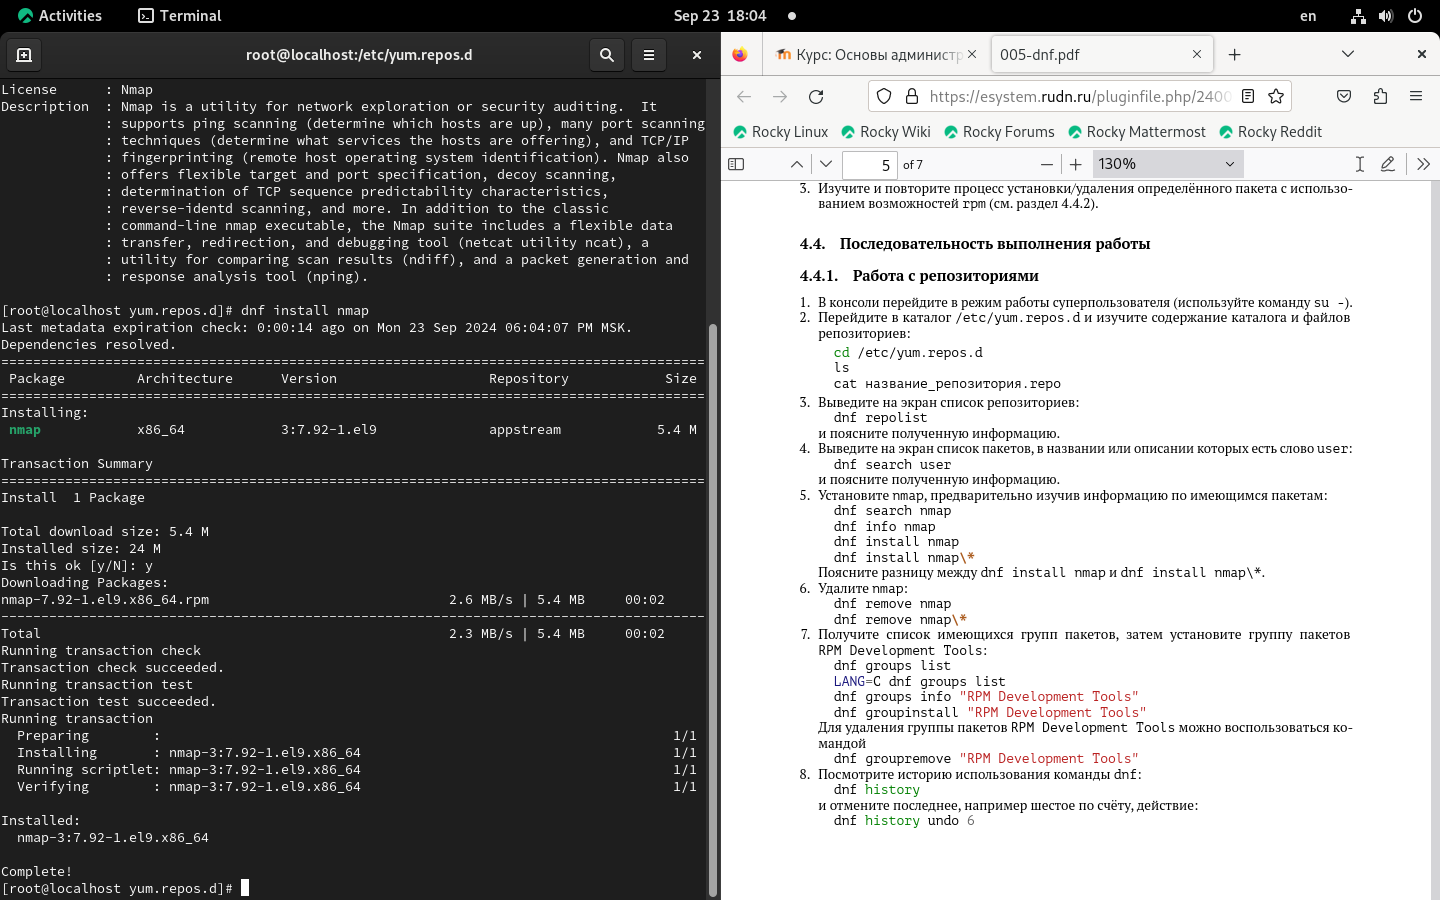 Activities
Terminal
Sep 23 18:04
en
root@localhost:/etc/yum.repos.d
License      : Nmap
Description  : Nmap is a utility for network exploration or security auditing.  It
             : supports ping scanning (determine which hosts are up), many port scanning
             : techniques (determine what services the hosts are offering), and TCP/IP
             : fingerprinting (remote host operating system identification). Nmap also
             : offers flexible target and port specification, decoy scanning,
             : determination of TCP sequence predictability characteristics,
             : reverse-identd scanning, and more. In addition to the classic
             : command-line nmap executable, the Nmap suite includes a flexible data
             : transfer, redirection, and debugging tool (netcat utility ncat), a
             : utility for comparing scan results (ndiff), and a packet generation and
             : response analysis tool (nping).
[root@localhost yum.repos.d]# dnf install nmap
Last metadata expiration check: 0:00:14 ago on Mon 23 Sep 2024 06:04:07 PM MSK.
Dependencies resolved.
================================================================================
 Package         Architecture      Version                   Repository            Size
================================================================================
Installing:
 nmap            x86_64            3:7.92-1.el9              appstream            5.4 M
Transaction Summary
================================================================================
Install  1 Package
Total download size: 5.4 M
Installed size: 24 M
Is this ok [y/N]: y
Downloading Packages:
nmap-7.92-1.el9.x86_64.rpm                              2.6 MB/s | 5.4 MB     00:02
--------------------------------------------------------------------------------
Total                                                   2.3 MB/s | 5.4 MB     00:02
Running transaction check
Transaction check succeeded.
Running transaction test
Transaction test succeeded.
Running transaction
  Preparing        :                                                                1/1
  Installing       : nmap-3:7.92-1.el9.x86_64                                       1/1
  Running scriptlet: nmap-3:7.92-1.el9.x86_64                                       1/1
  Verifying        : nmap-3:7.92-1.el9.x86_64                                       1/1
Installed:
  nmap-3:7.92-1.el9.x86_64
Complete!
[root@localhost yum.repos.d]#
Курс: Основы администр
005-dnf.pdf
https://esystem.rudn.ru/pluginfile.php/2400
Rocky Linux
Rocky Wiki
Rocky Forums
Rocky Mattermost
Rocky Reddit
5 of 7
130%
3. Изучите и повторите процесс установки/удаления определённого пакета с использо-
ванием возможностей rpm (см. раздел 4.4.2).
4.4. Последовательность выполнения работы
4.4.1. Работа с репозиториями
1. В консоли перейдите в режим работы суперпользователя (используйте команду su -).
2. Перейдите в каталог /etc/yum.repos.d и изучите содержание каталога и файлов
репозиториев:
cd /etc/yum.repos.d
ls
cat название_репозитория.repo
3. Выведите на экран список репозиториев:
dnf repolist
и поясните полученную информацию.
4. Выведите на экран список пакетов, в названии или описании которых есть слово user:
dnf search user
и поясните полученную информацию.
5. Установите nmap, предварительно изучив информацию по имеющимся пакетам:
dnf search nmap
dnf info nmap
dnf install nmap
dnf install nmap\*
Поясните разницу между dnf install nmap и dnf install nmap\*.
6. Удалите nmap:
dnf remove nmap
dnf remove nmap\*
7. Получите список имеющихся групп пакетов, затем установите группу пакетов
RPM Development Tools:
dnf groups list
LANG=C dnf groups list
dnf groups info "RPM Development Tools"
dnf groupinstall "RPM Development Tools"
Для удаления группы пакетов RPM Development Tools можно воспользоваться ко-
мандой
dnf groupremove "RPM Development Tools"
8. Посмотрите историю использования команды dnf:
dnf history
и отмените последнее, например шестое по счёту, действие:
dnf history undo 6